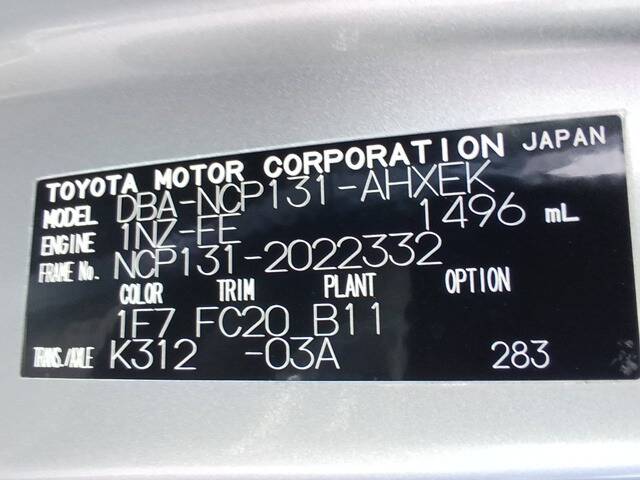 TOYOTA MOTOR CORPORATION JAPAN
MODEL DBA-NCP131-AHXEK
ENGINE 1NZ-FE 1496 mL
FRAME No. NCP131-2022332
COLOR TRIM PLANT OPTION
1F7 FC20 B11
TRANS./AXLE K312 -03A 283